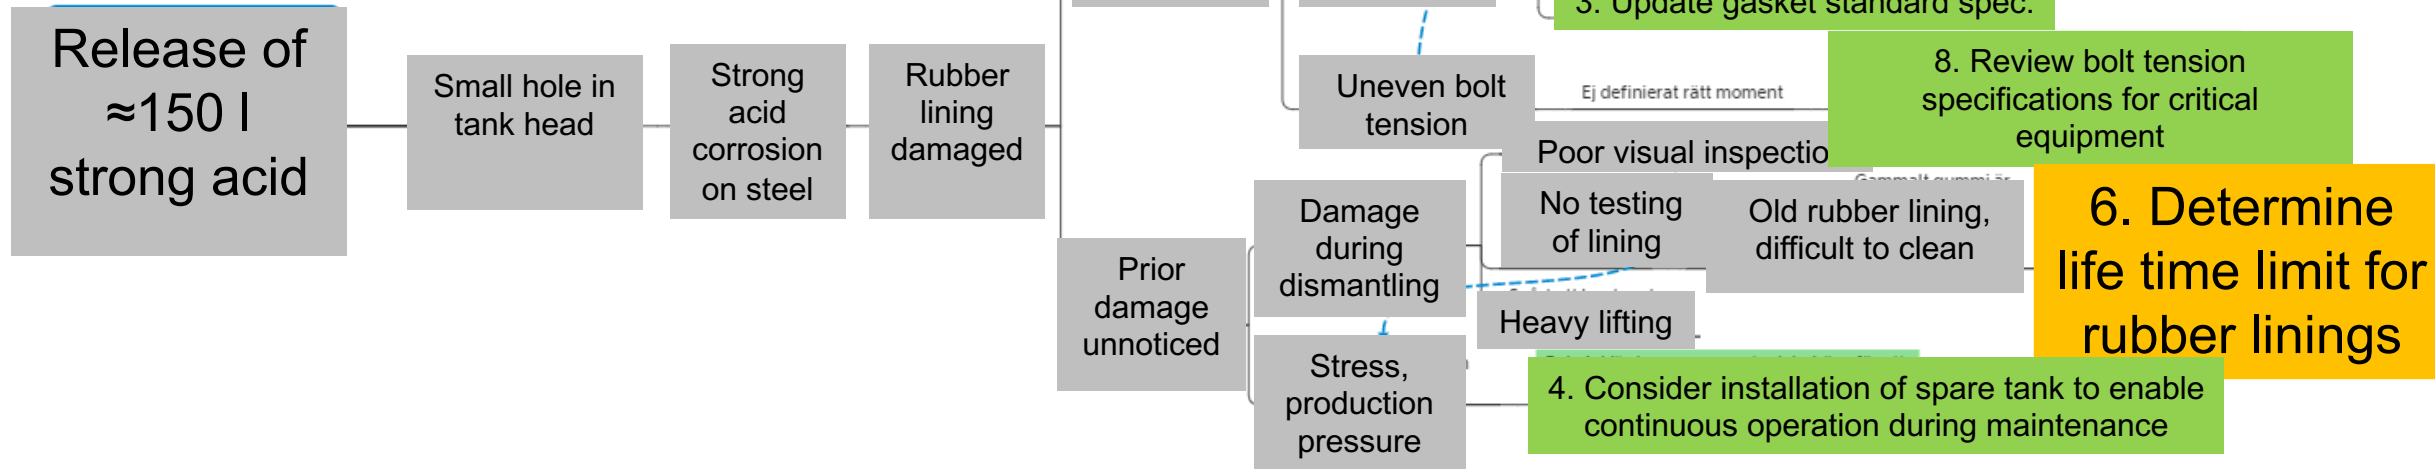 Release of
≈150 l
strong acid
Small hole in
tank head
Strong
acid
corrosion
on steel
Rubber
lining
damaged
3. Update gasket standard spec.
Uneven bolt
tension
Ej definierat rätt moment
8. Review bolt tension
specifications for critical
equipment
Prior
damage
unnoticed
Damage
during
dismantling
Poor visual inspectio
No testing
of lining
Gammalt gummi är
Old rubber lining,
difficult to clean
6. Determine
life time limit for
rubber linings
Heavy lifting
Stress,
production
pressure
4. Consider installation of spare tank to enable
continuous operation during maintenance